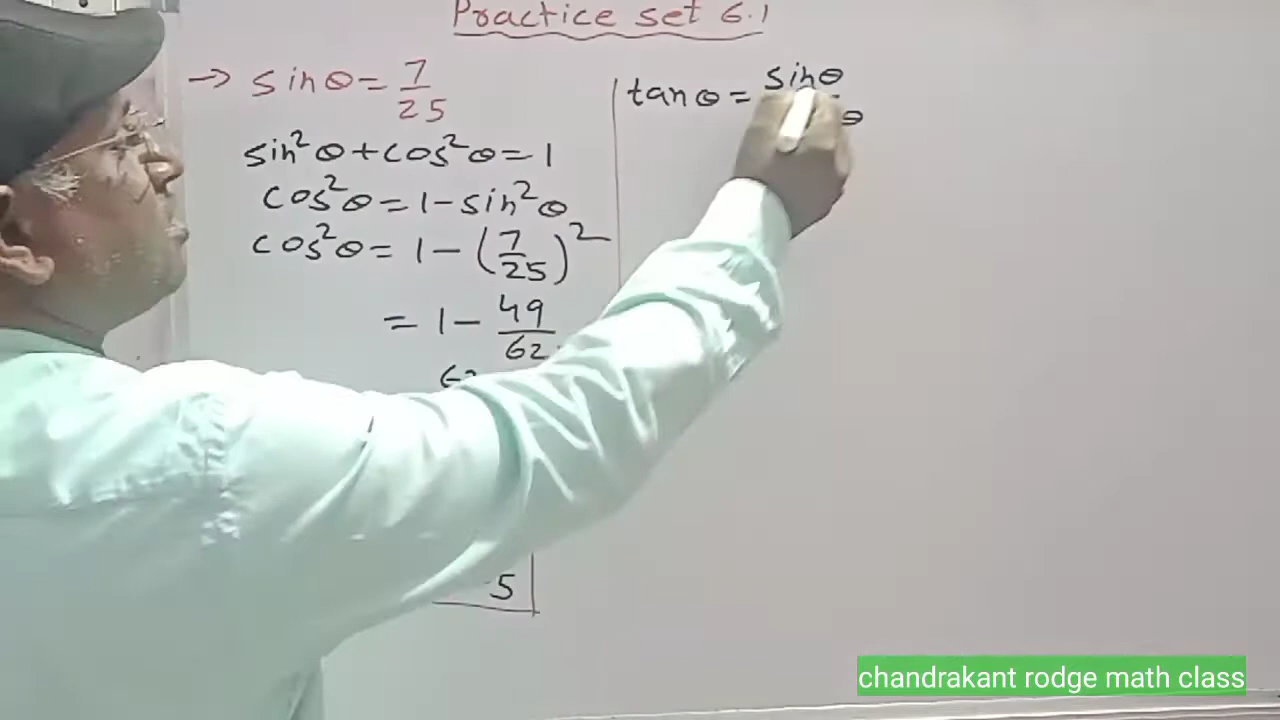 Practice set 6.1
→ sinθ = 7/25
sin²θ + cos²θ = 1
cos²θ = 1 - sin²θ
cos²θ = 1 - (7/25)²
= 1 - 49/62
5
tanθ = sinθ/θ
chandrakant rodge math class